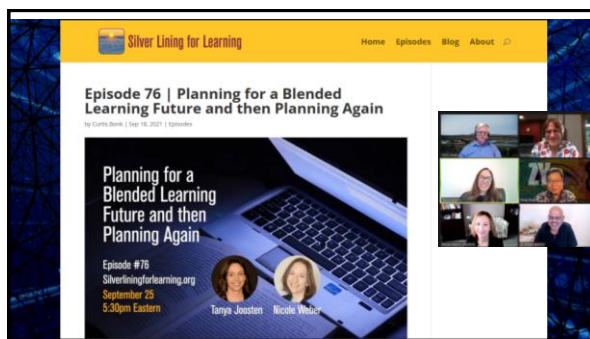 Silver Lining for Learning
Home Episodes Blog About
Episode 76 | Planning for a Blended
Learning Future and then Planning Again
by Curtis Bonk | Sep 18, 2021 | Episodes
Planning for a
Blended Learning
Future and then
Planning Again
Episode #76
Silverliningforlearning.org
September 25
5:30pm Eastern
Tanya Joosten Nicole Weber